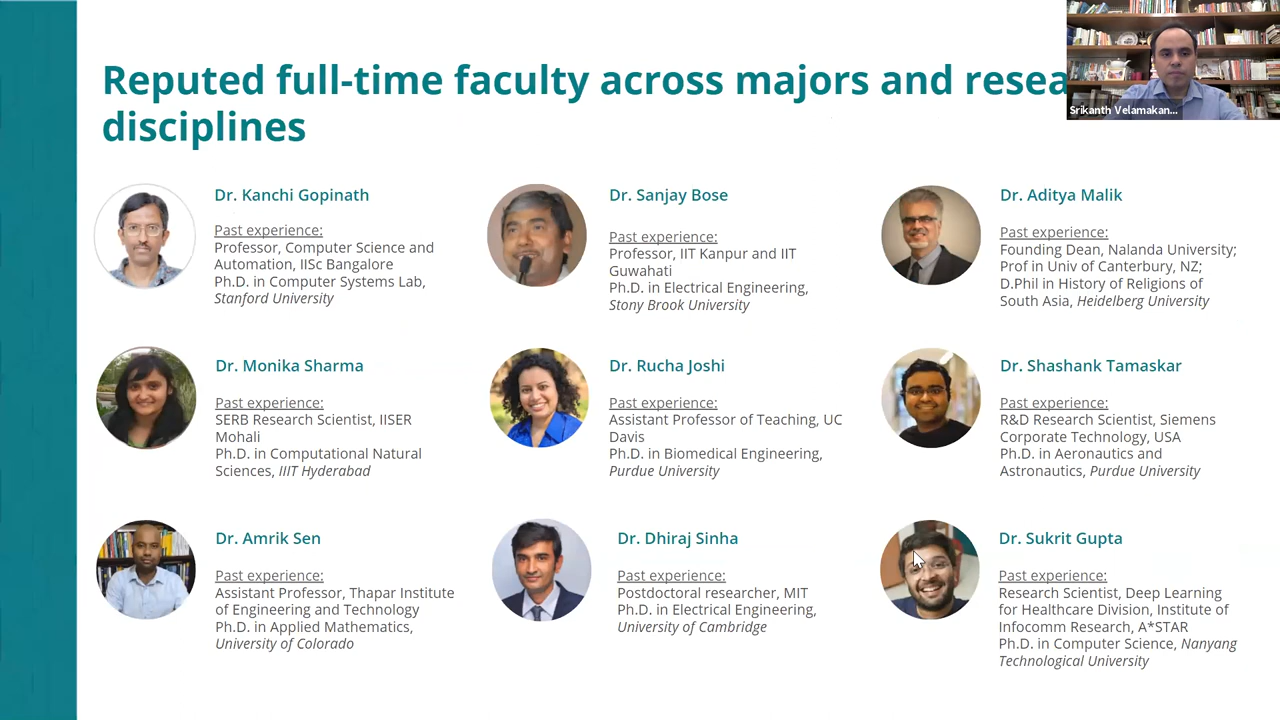 Reputed full-time faculty across majors and resea
disciplines
Srikanth Velamakan...
Dr. Kanchi Gopinath
Past experience:
Professor, Computer Science and
Automation, IISc Bangalore
Ph.D. in Computer Systems Lab,
Stanford University
Dr. Sanjay Bose
Past experience:
Professor, IIT Kanpur and IIT
Guwahati
Ph.D. in Electrical Engineering,
Stony Brook University
Dr. Aditya Malik
Past experience:
Founding Dean, Nalanda University;
Prof in Univ of Canterbury, NZ;
D.Phil in History of Religions of
South Asia, Heidelberg University
Dr. Monika Sharma
Past experience:
SERB Research Scientist, IISER
Mohali
Ph.D. in Computational Natural
Sciences, IIIT Hyderabad
Dr. Rucha Joshi
Past experience:
Assistant Professor of Teaching, UC
Davis
Ph.D. in Biomedical Engineering,
Purdue University
Dr. Shashank Tamaskar
Past experience:
R&D Research Scientist, Siemens
Corporate Technology, USA
Ph.D. in Aeronautics and
Astronautics, Purdue University
Dr. Amrik Sen
Past experience:
Assistant Professor, Thapar Institute
of Engineering and Technology
Ph.D. in Applied Mathematics,
University of Colorado
Dr. Dhiraj Sinha
Past experience:
Postdoctoral researcher, MIT
Ph.D. in Electrical Engineering,
University of Cambridge
Dr. Sukrit Gupta
Past experience:
Research Scientist, Deep Learning
for Healthcare Division, Institute of
Infocomm Research, A*STAR
Ph.D. in Computer Science, Nanyang
Technological University